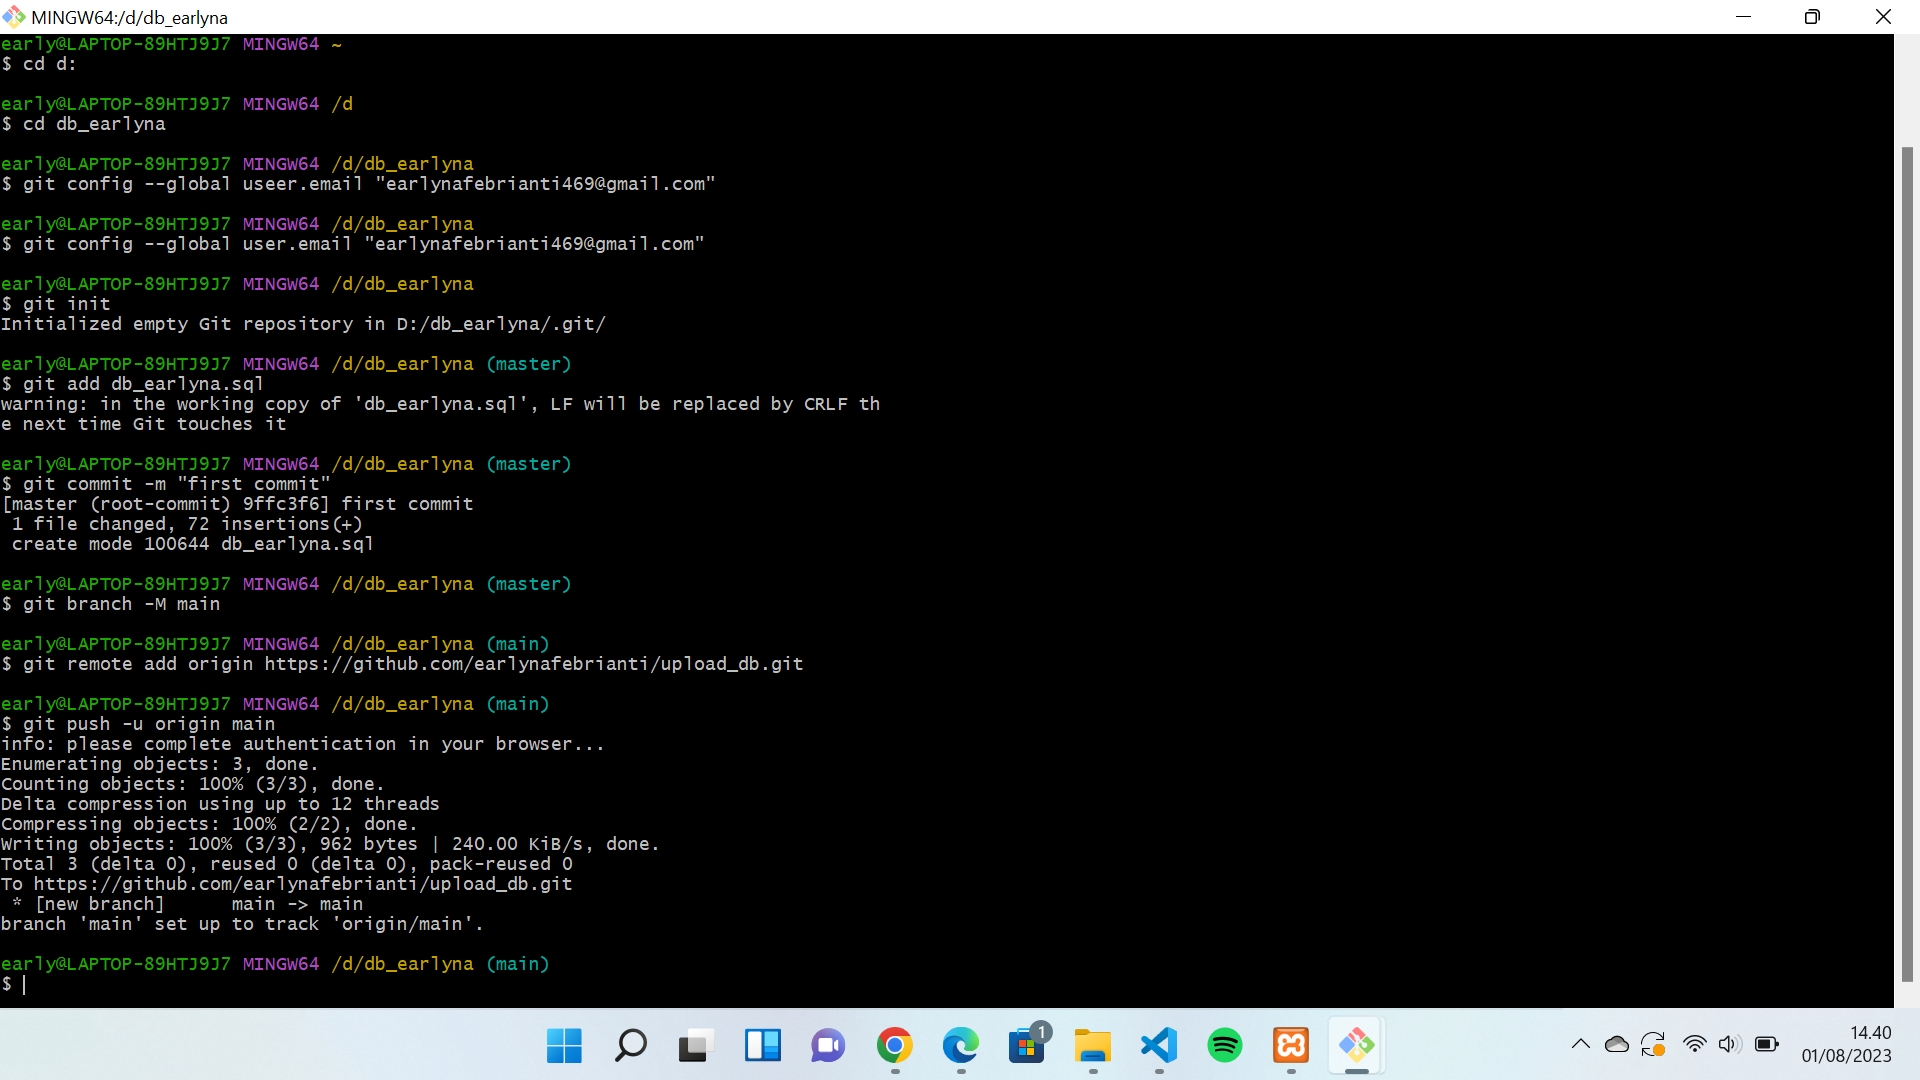 MINGW64:/d/db_earlyna
early@LAPTOP-89HTJ9J7 MINGW64 ~
$ cd d:
early@LAPTOP-89HTJ9J7 MINGW64 /d
$ cd db_earlyna
early@LAPTOP-89HTJ9J7 MINGW64 /d/db_earlyna
$ git config --global useer.email "earlynafebrianti469@gmail.com"
early@LAPTOP-89HTJ9J7 MINGW64 /d/db_earlyna
$ git config --global user.email "earlynafebrianti469@gmail.com"
early@LAPTOP-89HTJ9J7 MINGW64 /d/db_earlyna
$ git init
Initialized empty Git repository in D:/db_earlyna/.git/
early@LAPTOP-89HTJ9J7 MINGW64 /d/db_earlyna (master)
$ git add db_earlyna.sql
warning: in the working copy of 'db_earlyna.sql', LF will be replaced by CRLF th
e next time Git touches it
early@LAPTOP-89HTJ9J7 MINGW64 /d/db_earlyna (master)
$ git commit -m "first commit"
[master (root-commit) 9ffc3f6] first commit
 1 file changed, 72 insertions(+)
 create mode 100644 db_earlyna.sql
early@LAPTOP-89HTJ9J7 MINGW64 /d/db_earlyna (master)
$ git branch -M main
early@LAPTOP-89HTJ9J7 MINGW64 /d/db_earlyna (main)
$ git remote add origin https://github.com/earlynafebrianti/upload_db.git
early@LAPTOP-89HTJ9J7 MINGW64 /d/db_earlyna (main)
$ git push -u origin main
info: please complete authentication in your browser...
Enumerating objects: 3, done.
Counting objects: 100% (3/3), done.
Delta compression using up to 12 threads
Compressing objects: 100% (2/2), done.
Writing objects: 100% (3/3), 962 bytes | 240.00 KiB/s, done.
Total 3 (delta 0), reused 0 (delta 0), pack-reused 0
To https://github.com/earlynafebrianti/upload_db.git
 * [new branch]      main -> main
branch 'main' set up to track 'origin/main'.
early@LAPTOP-89HTJ9J7 MINGW64 /d/db_earlyna (main)
$
1
14.40
01/08/2023